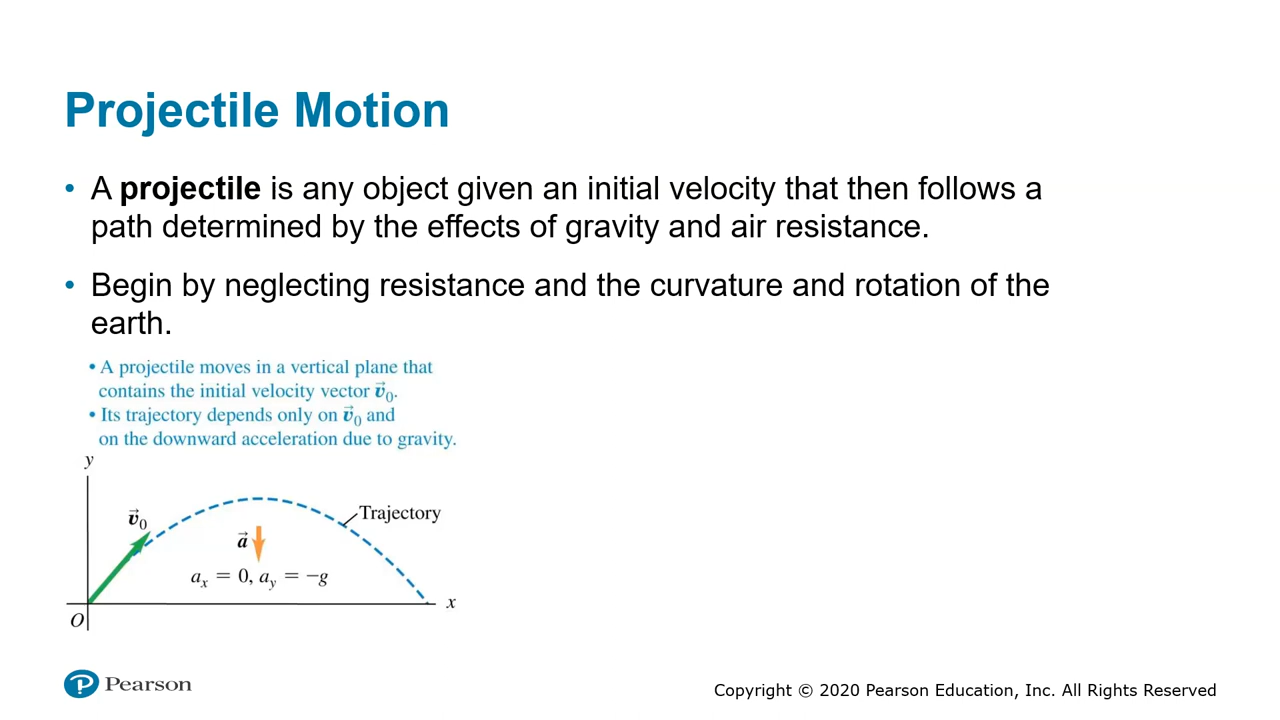 Projectile Motion
• A projectile is any object given an initial velocity that then follows a
path determined by the effects of gravity and air resistance.
• Begin by neglecting resistance and the curvature and rotation of the
earth.
• A projectile moves in a vertical plane that
contains the initial velocity vector v⃗₀.
• Its trajectory depends only on v⃗₀ and
on the downward acceleration due to gravity.
y
v⃗₀
Trajectory
a⃗
aₓ = 0, a_y = −g
x
O
Pearson
Copyright © 2020 Pearson Education, Inc. All Rights Reserved